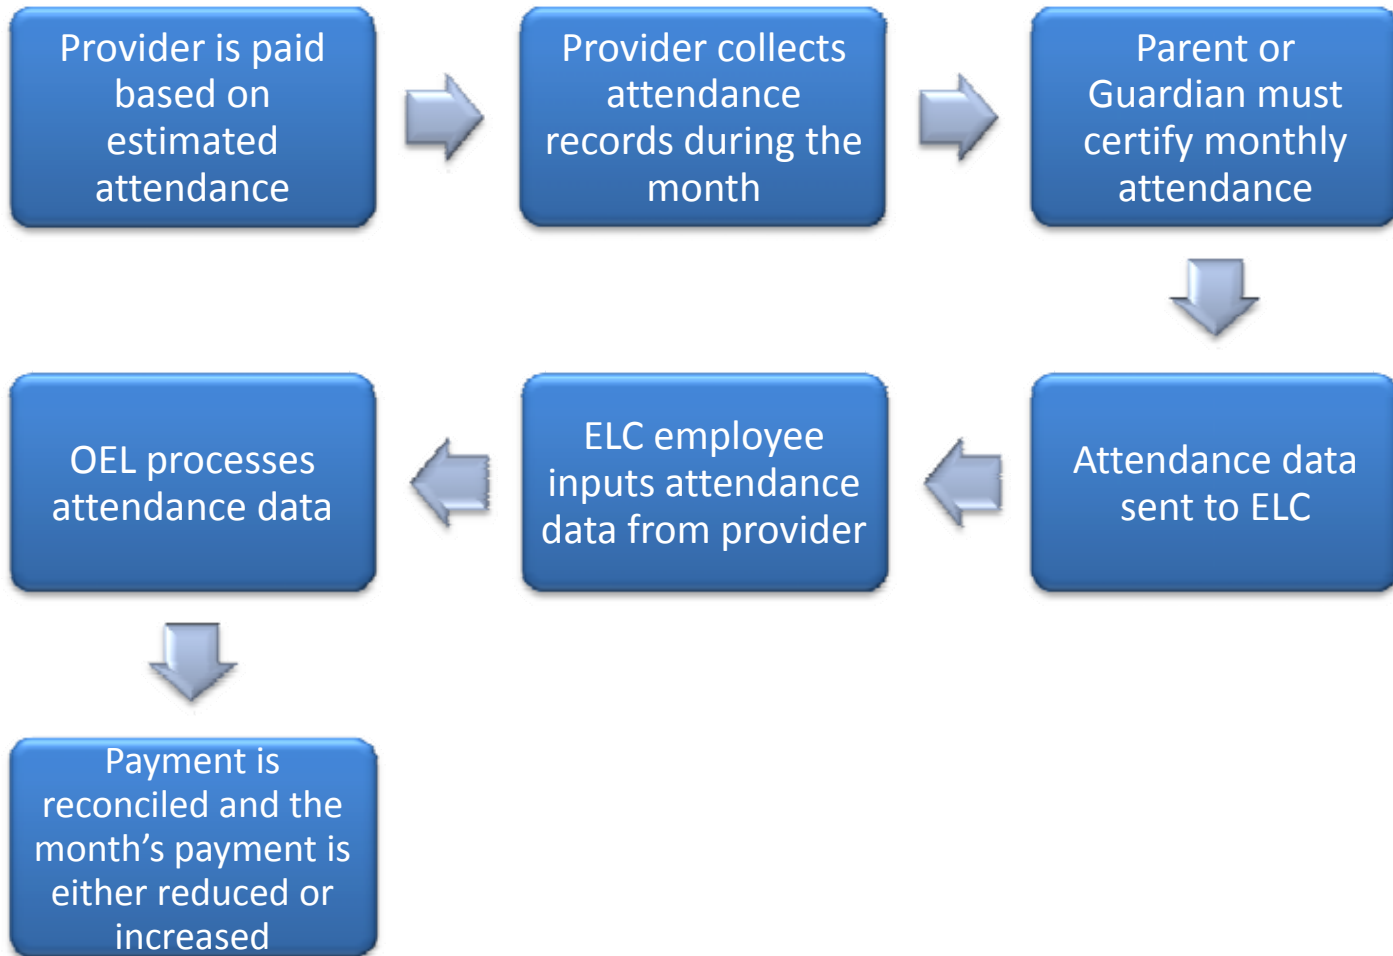 Provider is paid
based on
estimated
attendance
Provider collects
attendance
records during the
month
Parent or
Guardian must
certify monthly
attendance
Attendance data
sent to ELC
ELC employee
inputs attendance
data from provider
OEL processes
attendance data
Payment is
reconciled and the
month’s payment is
either reduced or
increased